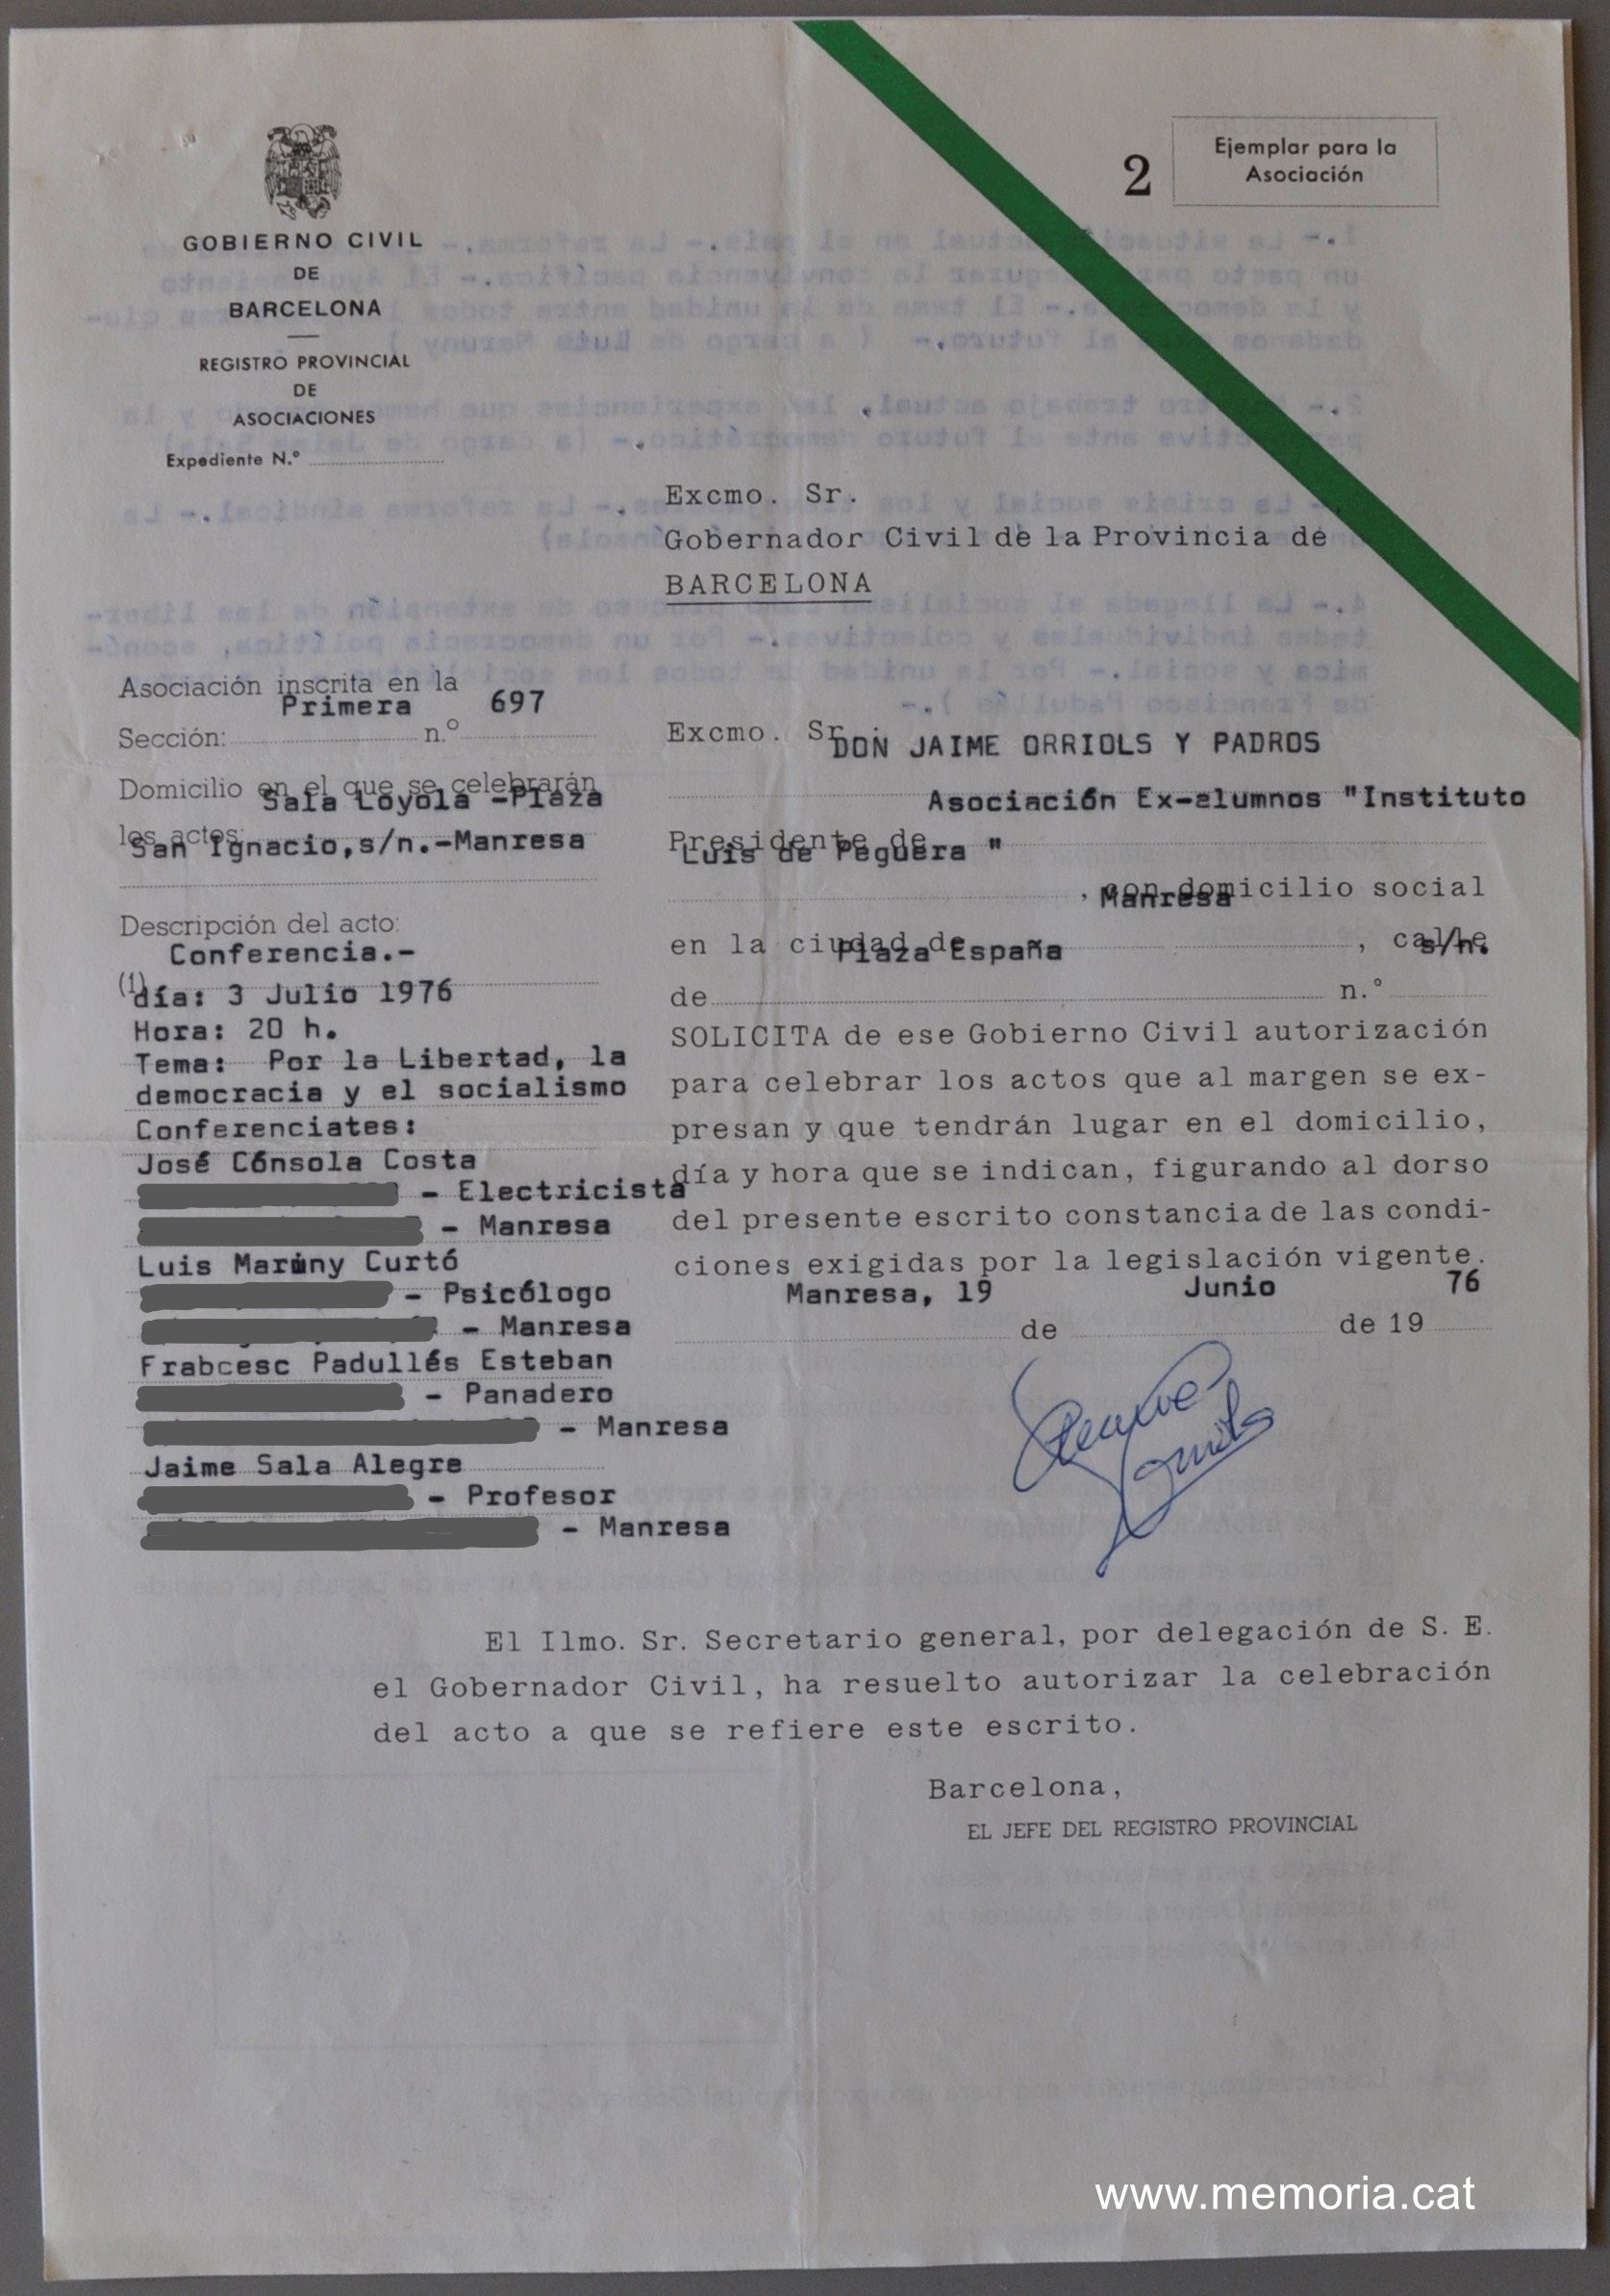 2
Ejemplar para la
Asociación
GOBIERNO CIVIL
DE
BARCELONA
REGISTRO PROVINCIAL
DE
ASOCIACIONES
Expediente N.º
Excmo. Sr.
Gobernador Civil de la Provincia de
BARCELONA
Asociación inscrita en la
Primera 697
Sección: n.º
Domicilio en el que se celebrarán
Sala Loyola -Plaza
los actos:
San Ignacio,s/n.-Manresa
Descripción del acto:
Conferencia.-
(1)
día: 3 Julio 1976
Hora: 20 h.
Tema: Por la Libertad, la
democracia y el socialismo
Conferenciates:
José Cónsola Costa
- Electricista
- Manresa
Luis Maruny Curtó
- Psicólogo
- Manresa
Frabcesc Padullés Esteban
- Panadero
- Manresa
Jaime Sala Alegre
- Profesor
- Manresa
Excmo. Sr.
DON JAIME ORRIOLS Y PADROS
Asociación Ex-alumnos "Instituto
Presidente de
Luis de Peguera "
, con domicilio social
Manresa
en la ciudad de , calle
Plaza España s/n.
de n.º
SOLICITA de ese Gobierno Civil autorización
para celebrar los actos que al margen se ex-
presan y que tendrán lugar en el domicilio,
día y hora que se indican, figurando al dorso
del presente escrito constancia de las condi-
ciones exigidas por la legislación vigente.
Manresa, 19 Junio 76
de de 19
El Ilmo. Sr. Secretario general, por delegación de S. E.
el Gobernador Civil, ha resuelto autorizar la celebración
del acto a que se refiere este escrito.
Barcelona,
EL JEFE DEL REGISTRO PROVINCIAL
www.memoria.cat